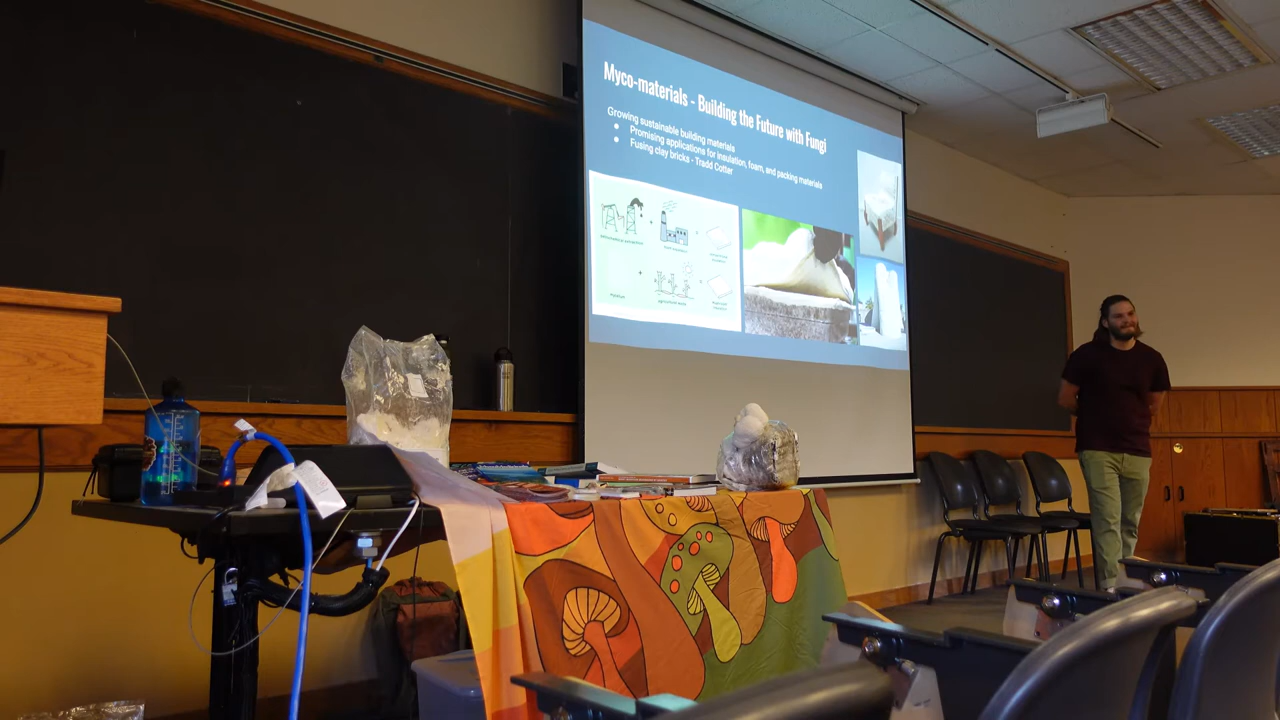 Myco-materials - Building the Future with Fungi
Growing sustainable building materials
Promising applications for insulation, foam, and packing materials
Fusing clay bricks - Tradd Cotter